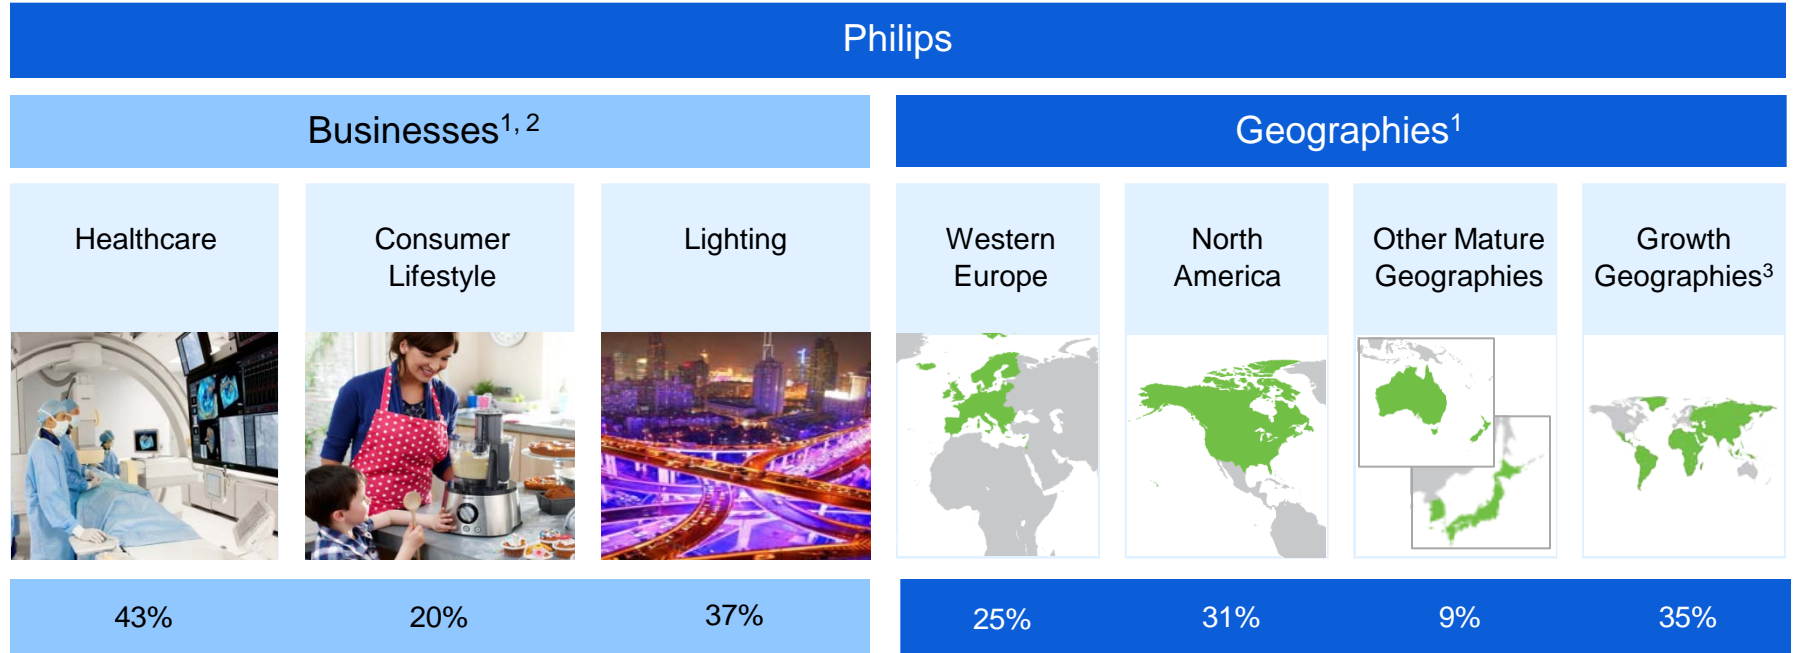 Philips
Businesses1, 2
Geographies1
Healthcare
Consumer
Lifestyle
Lighting
Western
Europe
North
America
Other Mature
Geographies
Growth
Geographies3
43%
20%
37%
25%
31%
9%
35%